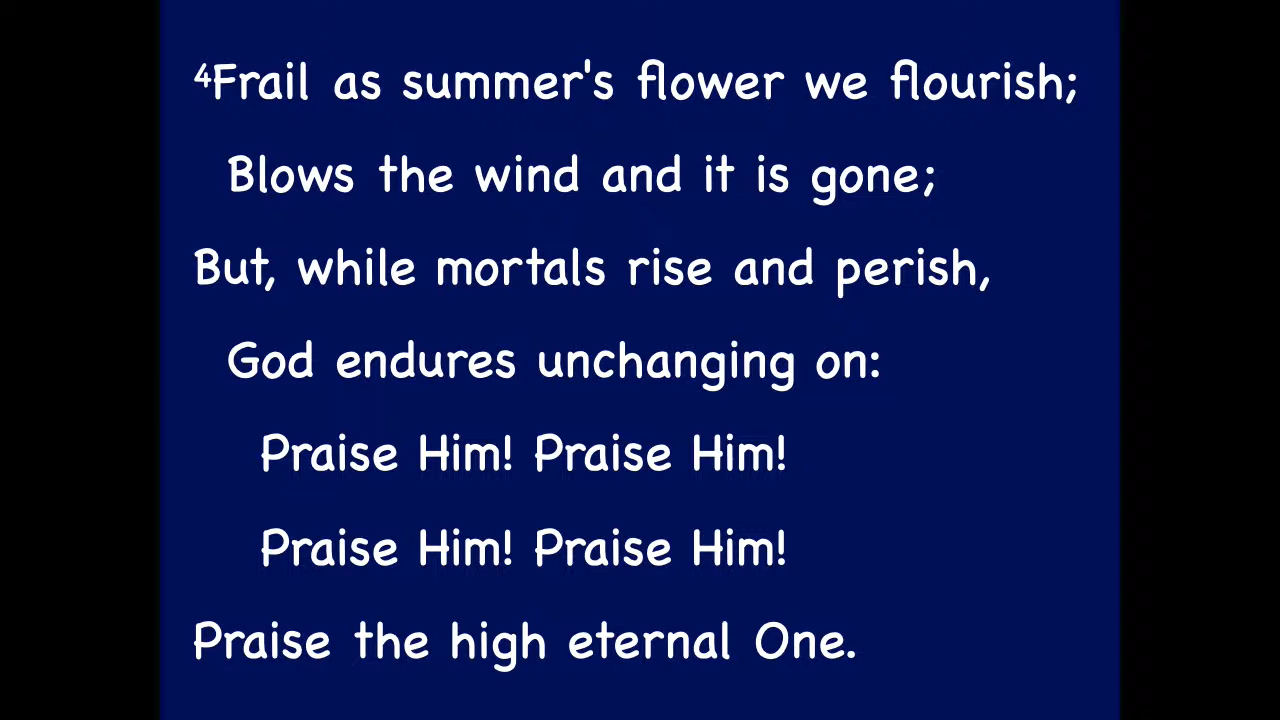 ⁴Frail as summer's flower we flourish;
Blows the wind and it is gone;
But, while mortals rise and perish,
God endures unchanging on:
Praise Him! Praise Him!
Praise Him! Praise Him!
Praise the high eternal One.